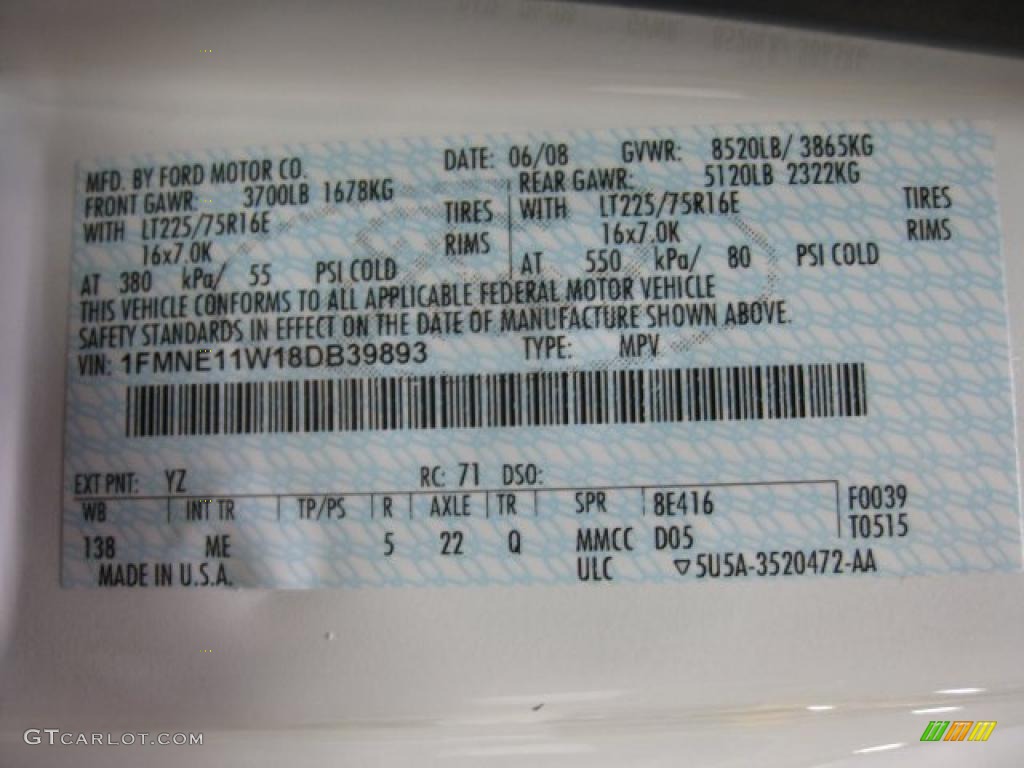 MFD. BY FORD MOTOR CO. DATE: 06/08 GVWR: 8520LB/ 3865KG
FRONT GAWR: 3700LB 1678KG REAR GAWR: 5120LB 2322KG
WITH LT225/75R16E TIRES WITH LT225/75R16E TIRES
16x7.0K RIMS 16x7.0K RIMS
AT 380 kPa/ 55 PSI COLD AT 550 kPa/ 80 PSI COLD
THIS VEHICLE CONFORMS TO ALL APPLICABLE FEDERAL MOTOR VEHICLE
SAFETY STANDARDS IN EFFECT ON THE DATE OF MANUFACTURE SHOWN ABOVE.
VIN: 1FMNE11W18DB39893 TYPE: MPV
EXT PNT: YZ RC: 71 DSO:
WB INT TR TP/PS R AXLE TR SPR 8E416 F0039
138 ME 5 22 Q MMCC D05 T0515
MADE IN U.S.A. ULC ▽5U5A-3520472-AA
GTCARLOT.COM